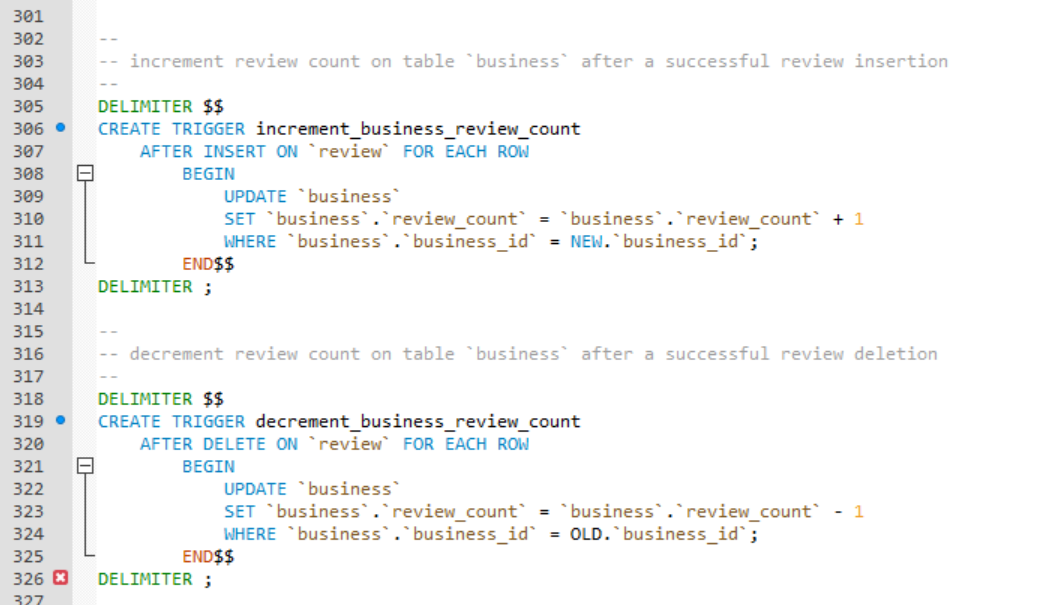 301
302 --
303 -- increment review count on table `business` after a successful review insertion
304 --
305 DELIMITER $$
306 CREATE TRIGGER increment_business_review_count
307 AFTER INSERT ON `review` FOR EACH ROW
308 BEGIN
309 UPDATE `business`
310 SET `business`.`review_count` = `business`.`review_count` + 1
311 WHERE `business`.`business_id` = NEW.`business_id`;
312 END$$
313 DELIMITER ;
314
315 --
316 -- decrement review count on table `business` after a successful review deletion
317 --
318 DELIMITER $$
319 CREATE TRIGGER decrement_business_review_count
320 AFTER DELETE ON `review` FOR EACH ROW
321 BEGIN
322 UPDATE `business`
323 SET `business`.`review_count` = `business`.`review_count` - 1
324 WHERE `business`.`business_id` = OLD.`business_id`;
325 END$$
326 DELIMITER ;
327